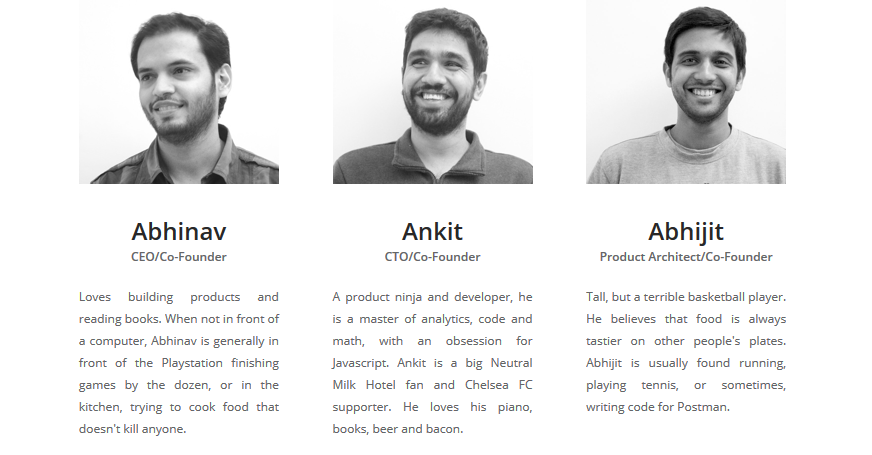 Abhinav
CEO/Co-Founder
Loves building products and
reading books. When not in front of
a computer, Abhinav is generally in
front of the Playstation finishing
games by the dozen, or in the
kitchen, trying to cook food that
doesn't kill anyone.
Ankit
CTO/Co-Founder
A product ninja and developer, he
is a master of analytics, code and
math, with an obsession for
Javascript. Ankit is a big Neutral
Milk Hotel fan and Chelsea FC
supporter. He loves his piano,
books, beer and bacon.
Abhijit
Product Architect/Co-Founder
Tall, but a terrible basketball player.
He believes that food is always
tastier on other people's plates.
Abhijit is usually found running,
playing tennis, or sometimes,
writing code for Postman.